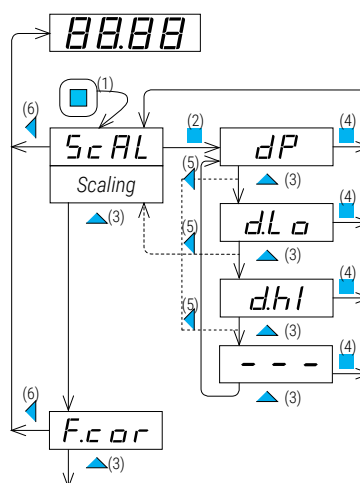 88.88
(1)
(6)
(2)
(4)
ScAL
dP
Scaling
(5)
(3)
(3)
(4)
d.Lo
(5)
(3)
(4)
d.hI
(5)
(3)
(4)
- - -
(6)
(3)
F.cor
(3)